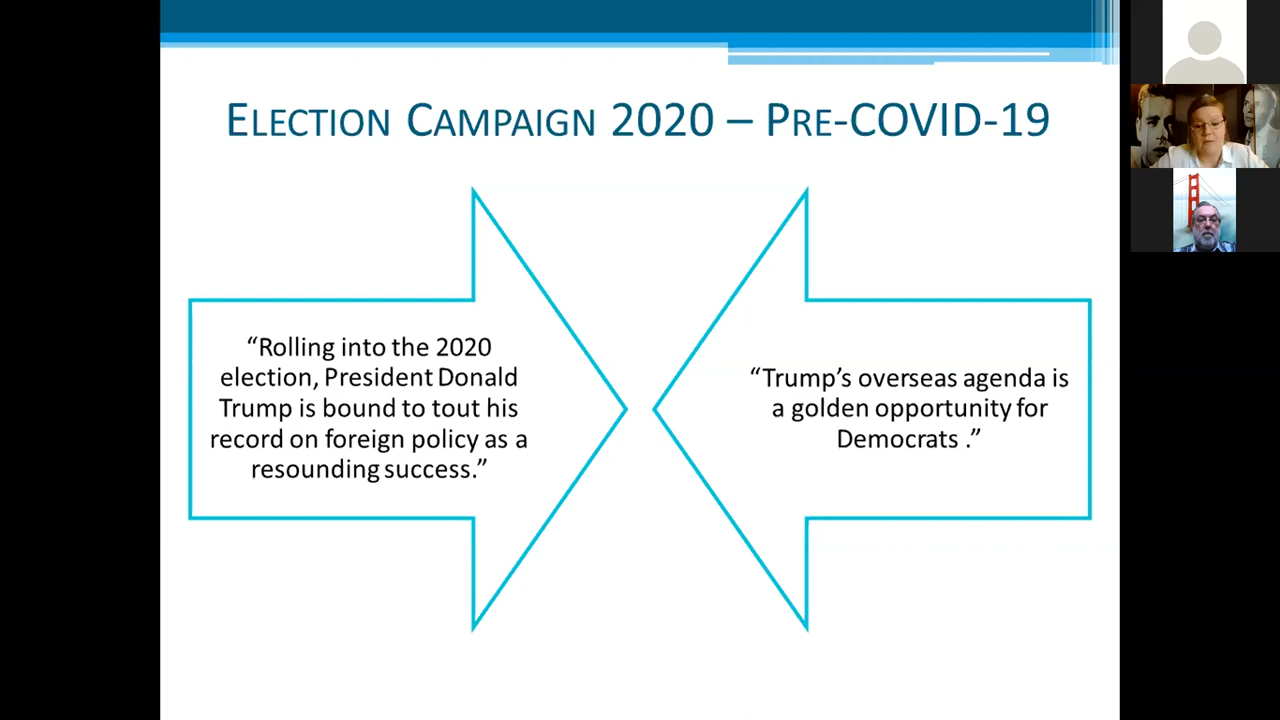 ELECTION CAMPAIGN 2020 – PRE-COVID-19
“Rolling into the 2020
election, President Donald
Trump is bound to tout his
record on foreign policy as a
resounding success.”
“Trump’s overseas agenda is
a golden opportunity for
Democrats .”